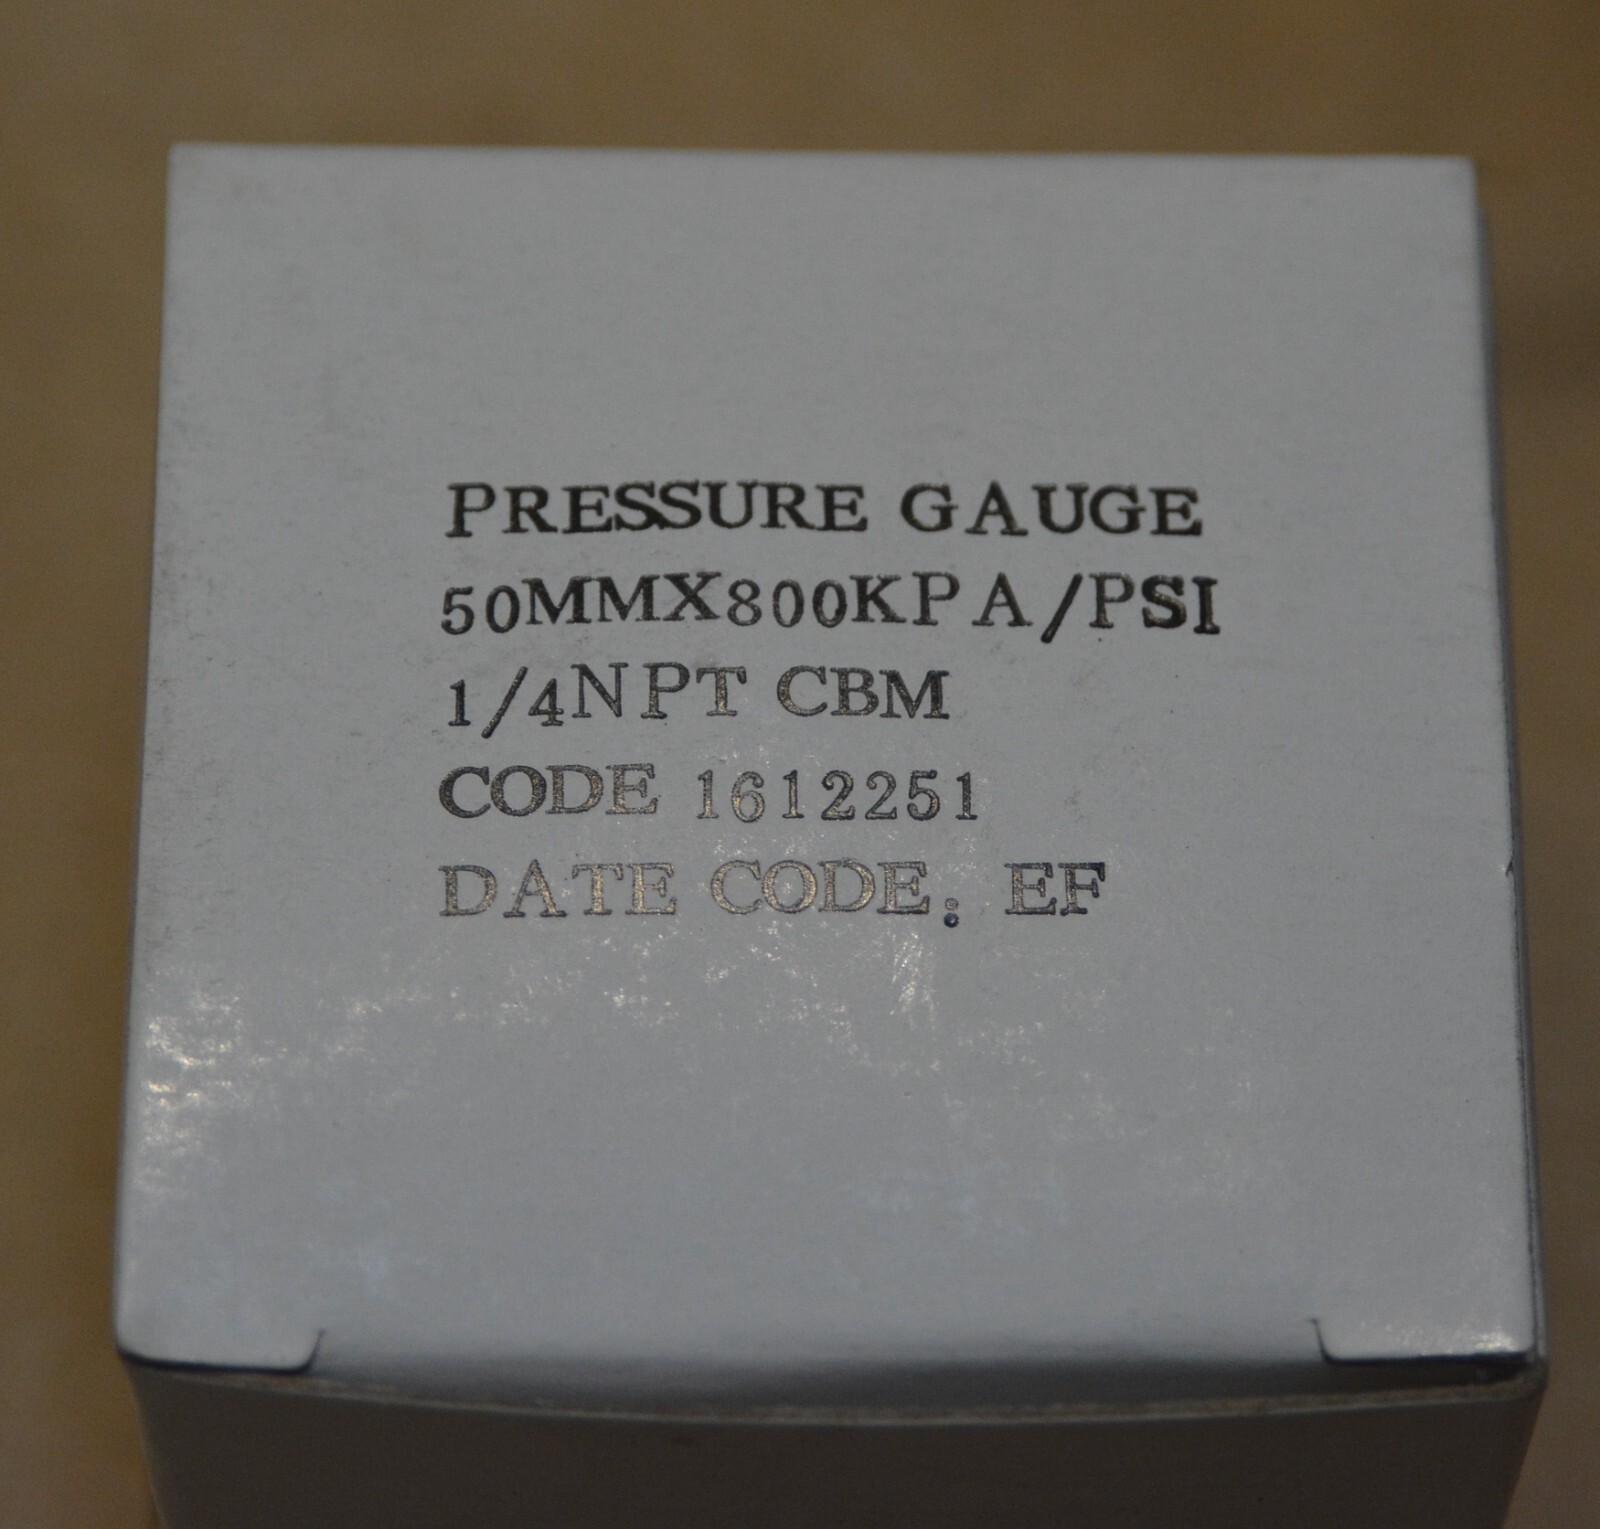 PRESSURE GAUGE
50MMX800KPA/PSI
1/4NPT CBM
CODE 1612251
DATE CODE: EF